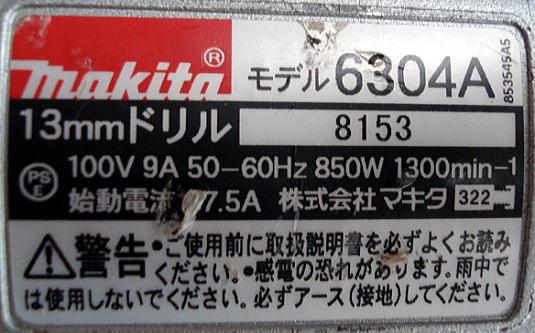 makita® モデル 6304A
853545A5
13mmドリル 8153
PS E 100V 9A 50-60Hz 850W 1300min-1
始動電流 7.5A 株式会社 マキタ 322
⚠警告 •ご使用前に取扱説明書を必ずよくお読み
ください。•感電の恐れがあります。雨中で
は使用しないでください。必ずアース(接地)してください。